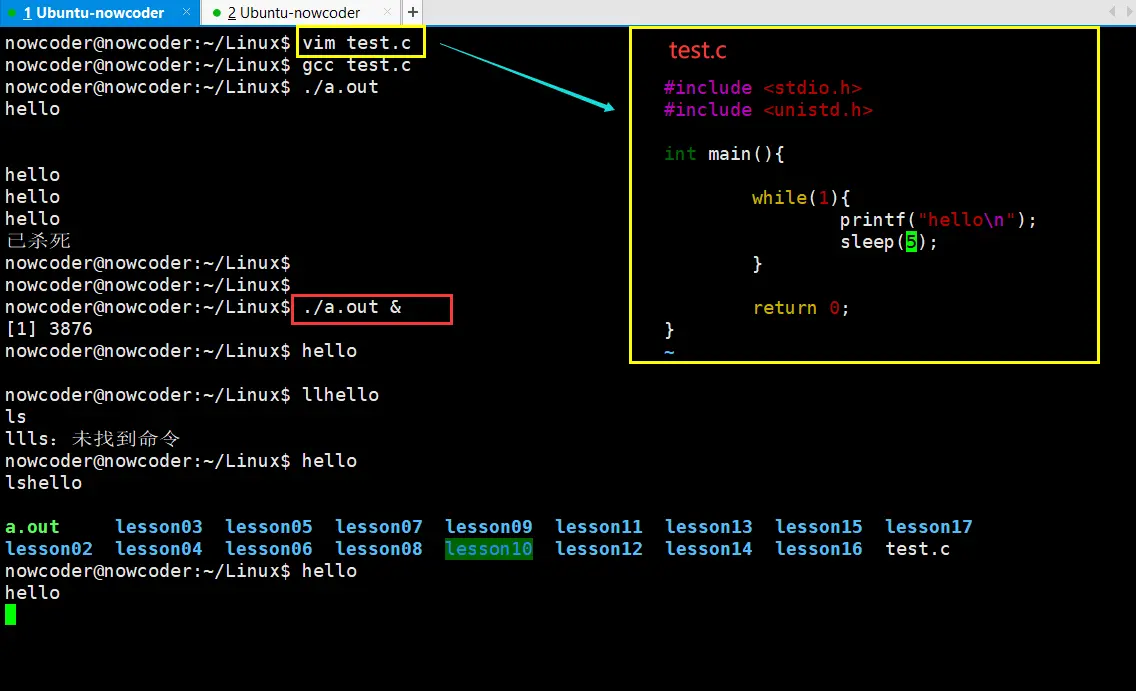 1 Ubuntu-nowcoder × 2 Ubuntu-nowcoder × +
nowcoder@nowcoder:~/Linux$ vim test.c
nowcoder@nowcoder:~/Linux$ gcc test.c
nowcoder@nowcoder:~/Linux$ ./a.out
hello
hello
hello
hello
已杀死
nowcoder@nowcoder:~/Linux$
nowcoder@nowcoder:~/Linux$
nowcoder@nowcoder:~/Linux$ ./a.out &
[1] 3876
nowcoder@nowcoder:~/Linux$ hello
nowcoder@nowcoder:~/Linux$ llhello
ls
llls：未找到命令
nowcoder@nowcoder:~/Linux$ hello
lshello
a.out lesson03 lesson05 lesson07 lesson09 lesson11 lesson13 lesson15 lesson17
lesson02 lesson04 lesson06 lesson08 lesson10 lesson12 lesson14 lesson16 test.c
nowcoder@nowcoder:~/Linux$ hello
hello
test.c
#include <stdio.h>
#include <unistd.h>
int main(){
while(1){
printf("hello\n");
sleep(5);
}
return 0;
}
~